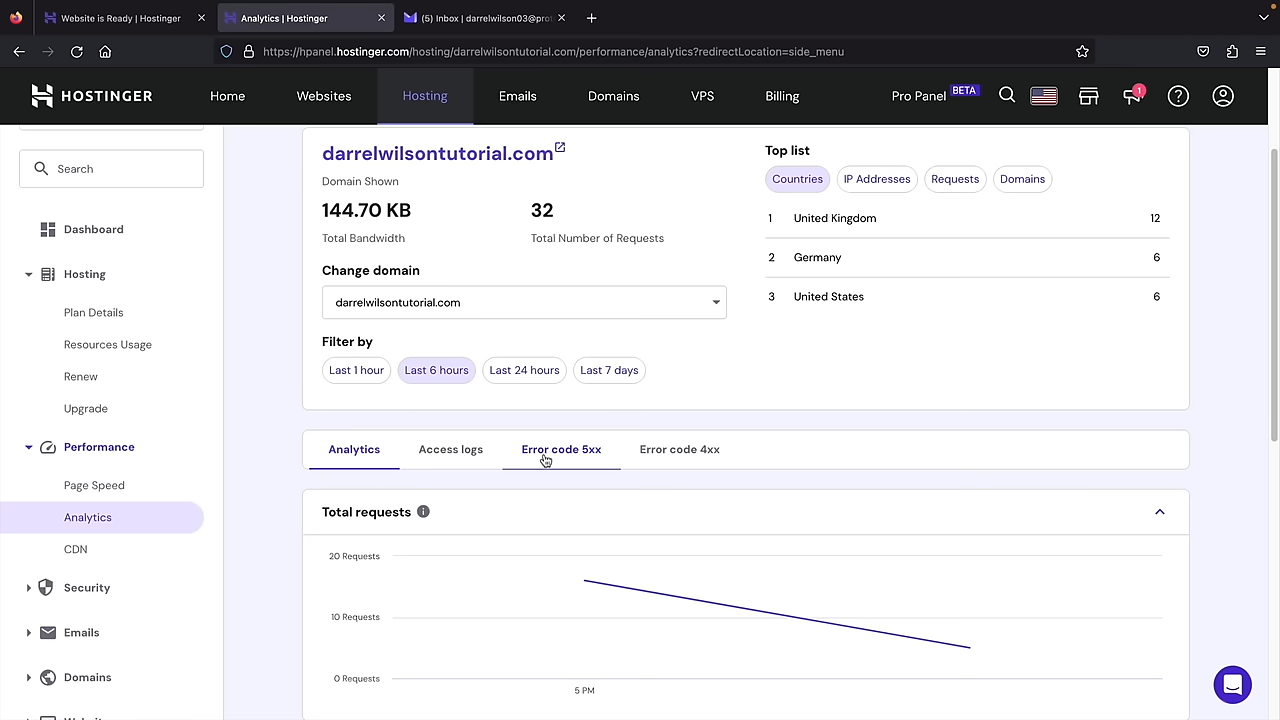 Website is Ready | Hostinger
Analytics | Hostinger
(5) Inbox | darrelwilson03@prot
https://hpanel.hostinger.com/hosting/darrelwilsontutorial.com/performance/analytics?redirectLocation=side_menu
HOSTINGER
Home
Websites
Hosting
Emails
Domains
VPS
Billing
Pro Panel BETA
1
Search
Dashboard
Hosting
Plan Details
Resources Usage
Renew
Upgrade
Performance
Page Speed
Analytics
CDN
Security
Emails
Domains
darrelwilsontutorial.com
Domain Shown
144.70 KB
Total Bandwidth
32
Total Number of Requests
Change domain
darrelwilsontutorial.com
Filter by
Last 1 hour
Last 6 hours
Last 24 hours
Last 7 days
Top list
Countries
IP Addresses
Requests
Domains
1 United Kingdom 12
2 Germany 6
3 United States 6
Analytics
Access logs
Error code 5xx
Error code 4xx
Total requests
20 Requests
10 Requests
0 Requests
5 PM